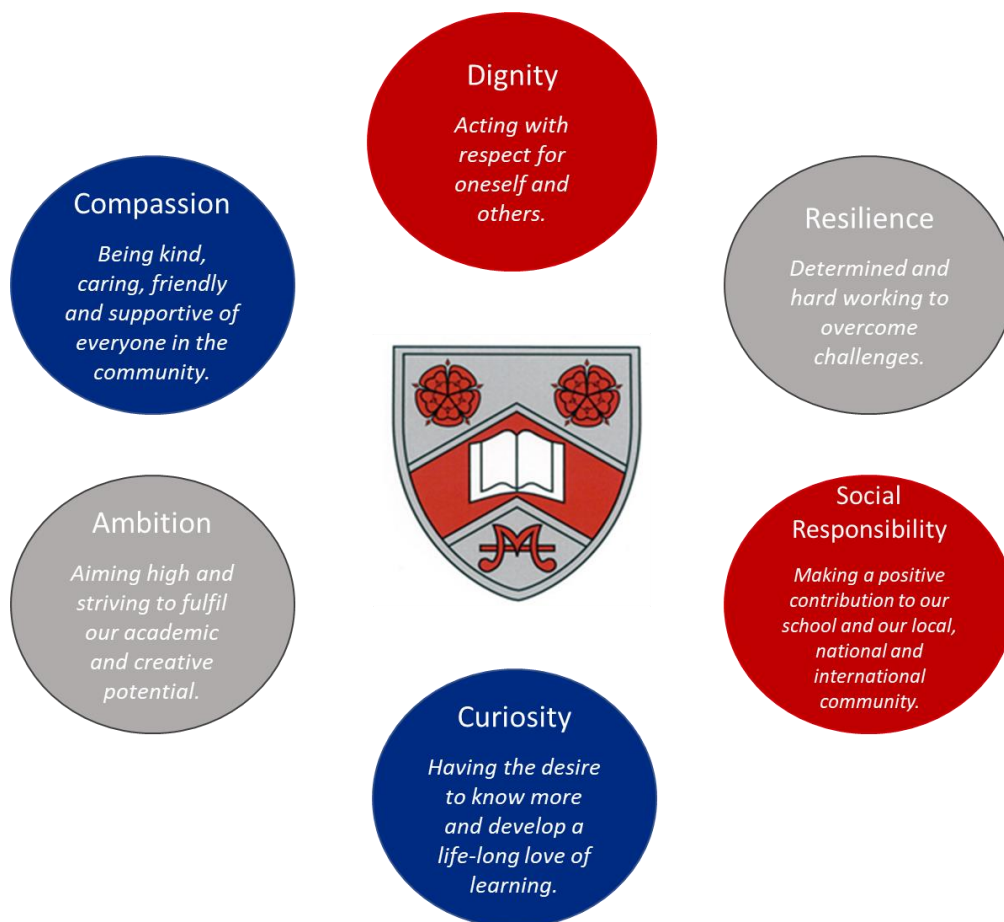 Dignity
Acting with
respect for
oneself and
others.
Resilience
Determined and
hard working to
overcome
challenges.
Social
Responsibility
Making a positive
contribution to our
school and our local,
national and
international
community.
Curiosity
Having the desire
to know more
and develop a
life-long love of
learning.
Ambition
Aiming high and
striving to fulfil
our academic
and creative
potential.
Compassion
Being kind,
caring, friendly
and supportive of
everyone in the
community.
M